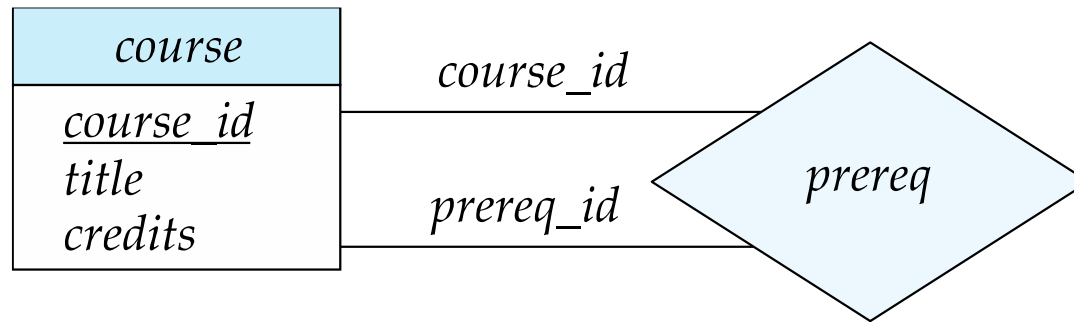 course
course_id
title
credits
course_id
prereq_id
prereq